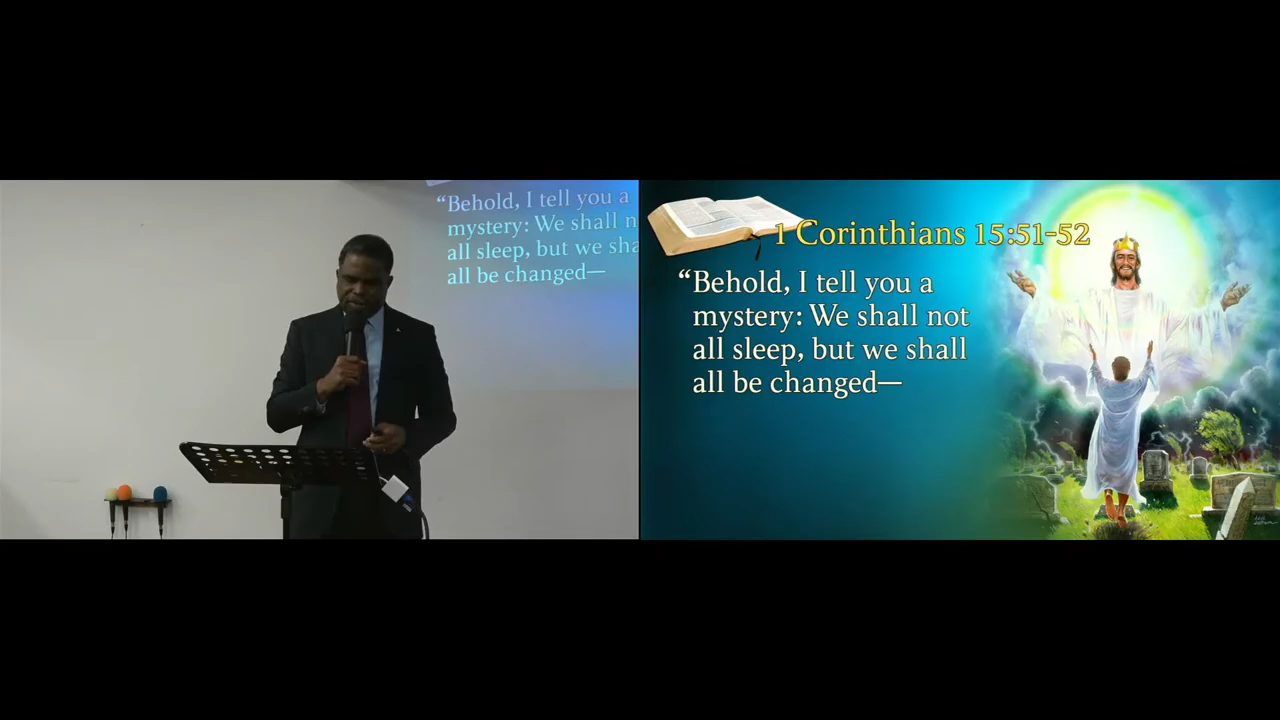 “Behold, I tell you a
mystery: We shall n
all sleep, but we sha
all be changed—
1 Corinthians 15:51-52
“Behold, I tell you a
mystery: We shall not
all sleep, but we shall
all be changed—